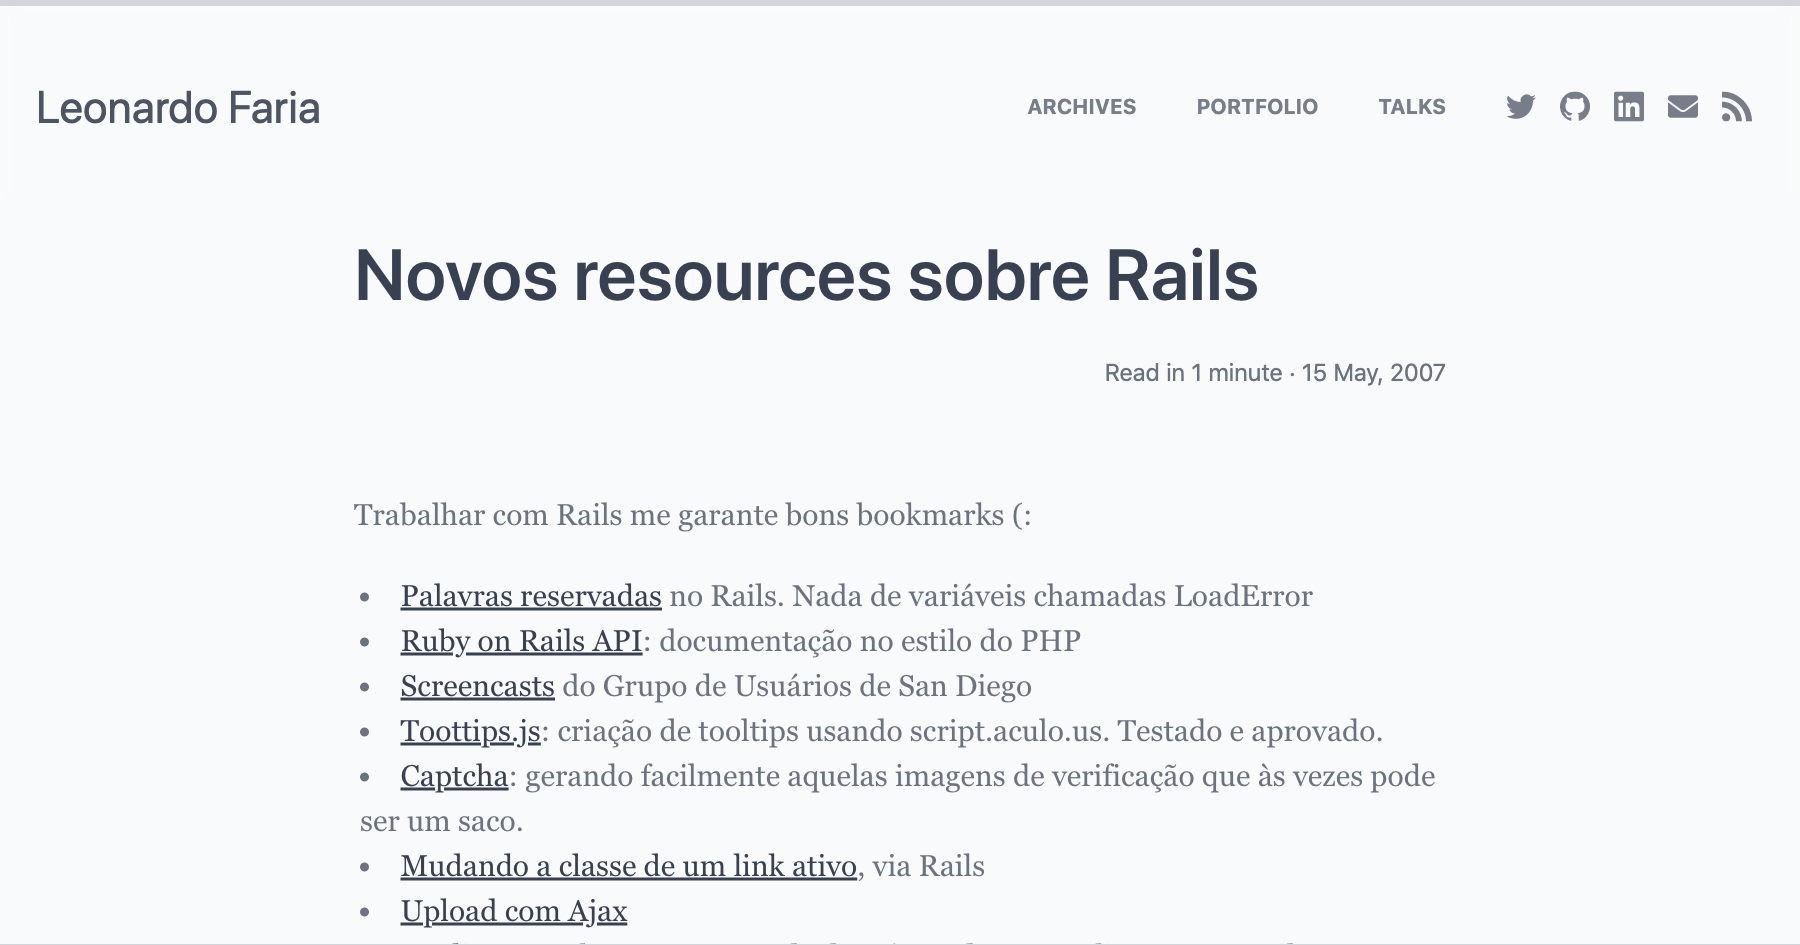 Leonardo Faria
ARCHIVES PORTFOLIO TALKS
Novos resources sobre Rails
Read in 1 minute · 15 May, 2007
Trabalhar com Rails me garante bons bookmarks (:
• Palavras reservadas no Rails. Nada de variáveis chamadas LoadError
• Ruby on Rails API: documentação no estilo do PHP
• Screencasts do Grupo de Usuários de San Diego
• Toottips.js: criação de tooltips usando script.aculo.us. Testado e aprovado.
• Captcha: gerando facilmente aquelas imagens de verificação que às vezes pode
ser um saco.
• Mudando a classe de um link ativo, via Rails
• Upload com Ajax